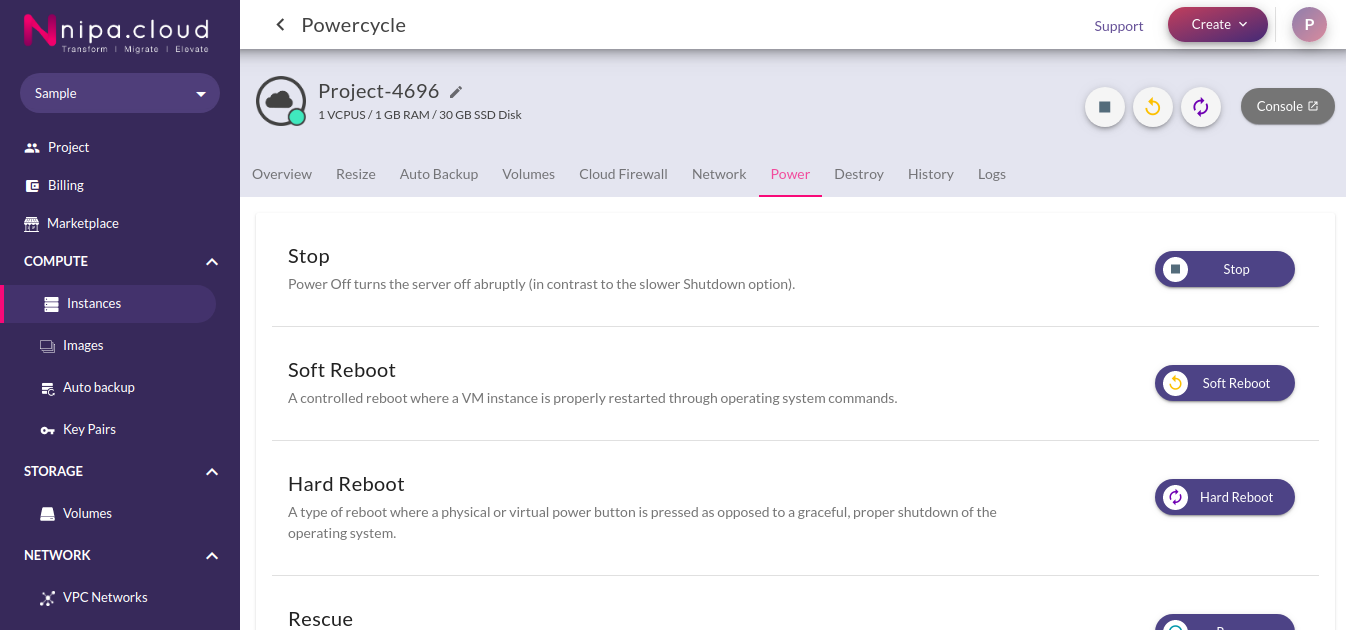 nipa.cloud
Transform | Migrate | Elevate
Sample
Project
Billing
Marketplace
COMPUTE
Instances
Images
Auto backup
Key Pairs
STORAGE
Volumes
NETWORK
VPC Networks
Powercycle
Support
Create
P
Project-4696
1 VCPUS / 1 GB RAM / 30 GB SSD Disk
Console
Overview Resize Auto Backup Volumes Cloud Firewall Network Power Destroy History Logs
Stop
Power Off turns the server off abruptly (in contrast to the slower Shutdown option).
Stop
Soft Reboot
A controlled reboot where a VM instance is properly restarted through operating system commands.
Soft Reboot
Hard Reboot
A type of reboot where a physical or virtual power button is pressed as opposed to a graceful, proper shutdown of the
operating system.
Hard Reboot
Rescue